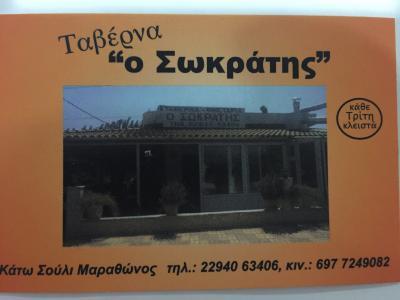 Ταβέρνα
“ο Σωκράτης”
κάθε
Τρίτη
κλειστά
Ο ΣΩΚΡΑΤΗΣ
Κάτω Σούλι Μαραθώνος τηλ.: 22940 63406, κιν.: 697 7249082